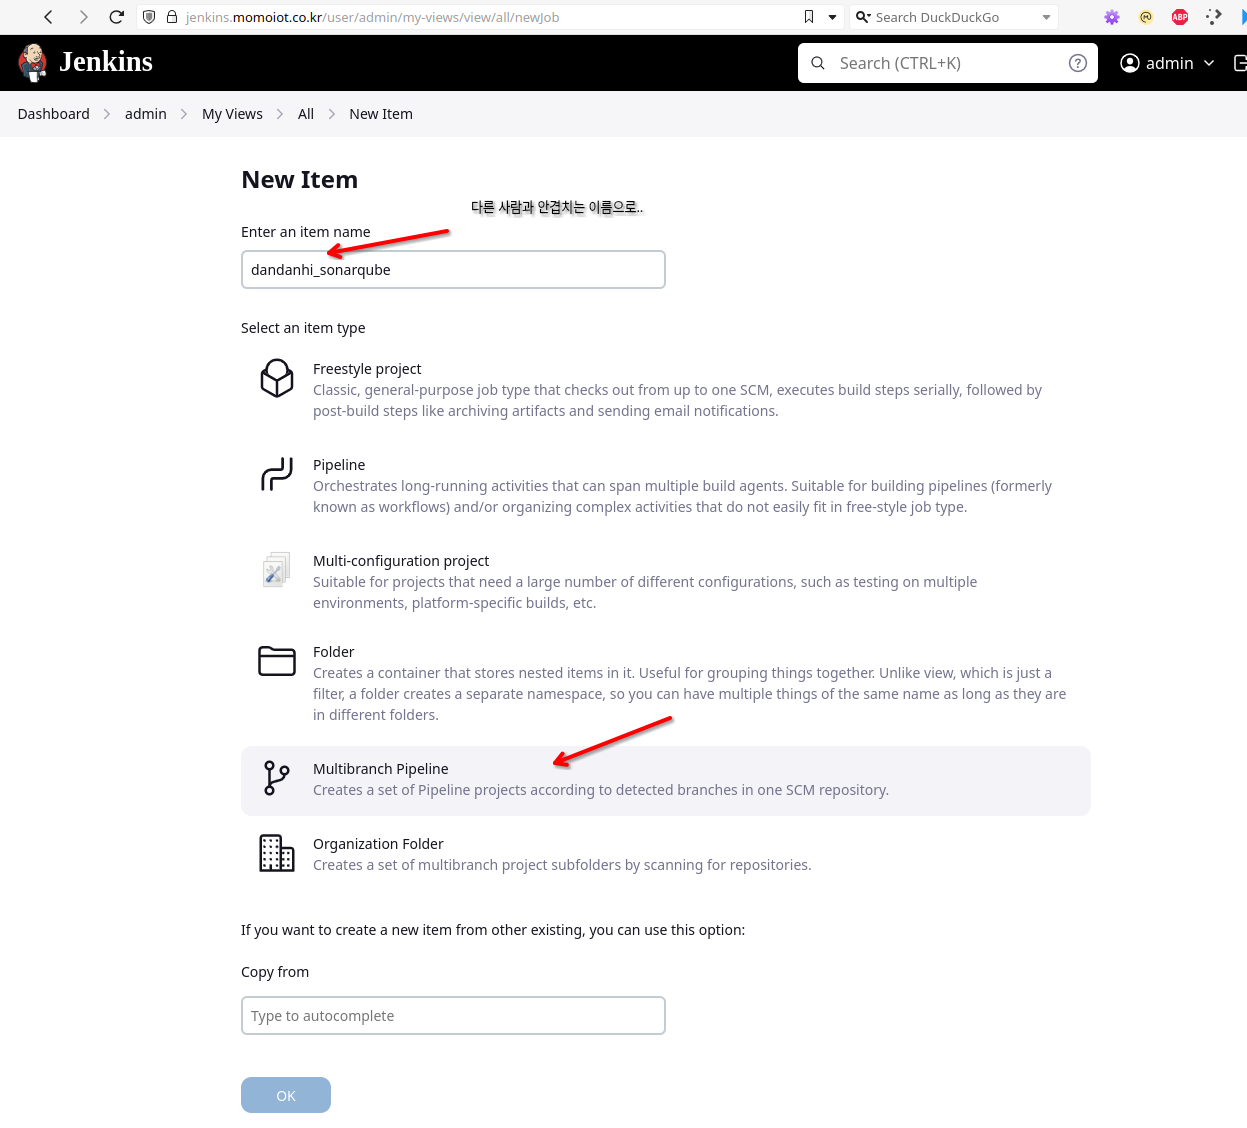 jenkins.momoiot.co.kr/user/admin/my-views/view/all/newJob
Search DuckDuckGo
ABP
Jenkins
Search (CTRL+K)
?
admin
Dashboard
admin
My Views
All
New Item
New Item
다른 사람과 안겹치는 이름으로..
Enter an item name
dandanhi_sonarqube
Select an item type
Freestyle project
Classic, general-purpose job type that checks out from up to one SCM, executes build steps serially, followed by
post-build steps like archiving artifacts and sending email notifications.
Pipeline
Orchestrates long-running activities that can span multiple build agents. Suitable for building pipelines (formerly
known as workflows) and/or organizing complex activities that do not easily fit in free-style job type.
Multi-configuration project
Suitable for projects that need a large number of different configurations, such as testing on multiple
environments, platform-specific builds, etc.
Folder
Creates a container that stores nested items in it. Useful for grouping things together. Unlike view, which is just a
filter, a folder creates a separate namespace, so you can have multiple things of the same name as long as they are
in different folders.
Multibranch Pipeline
Creates a set of Pipeline projects according to detected branches in one SCM repository.
Organization Folder
Creates a set of multibranch project subfolders by scanning for repositories.
If you want to create a new item from other existing, you can use this option:
Copy from
Type to autocomplete
OK